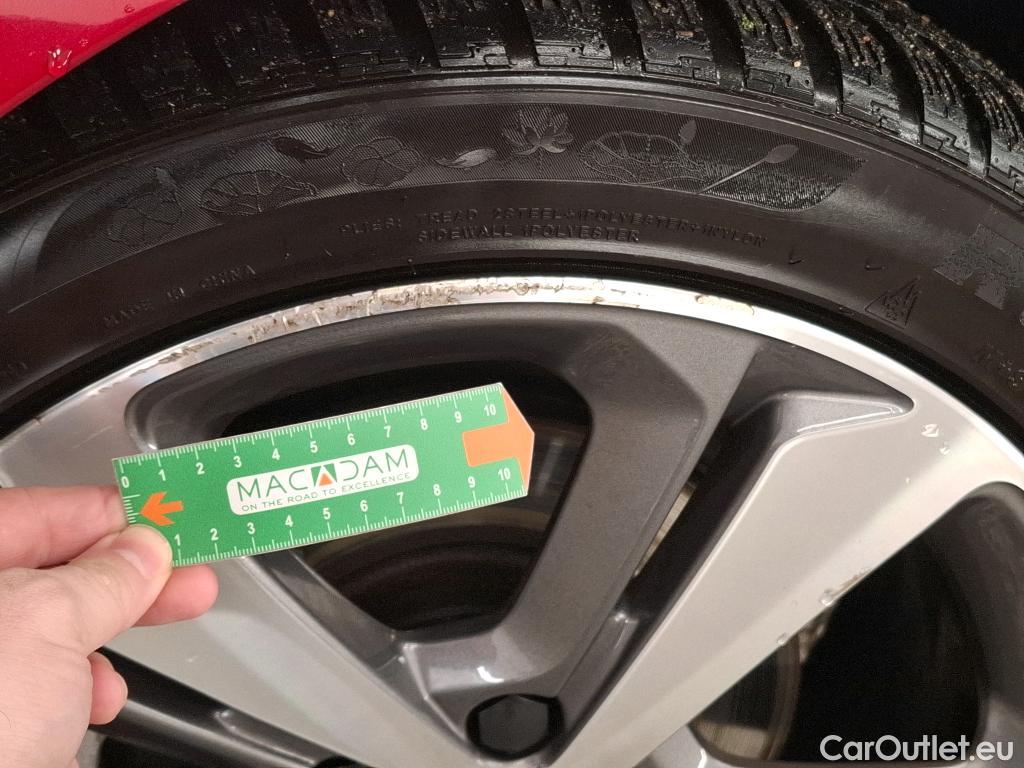 PLIES: TREAD 2STEEL+1POLYESTER+1NYLON
SIDEWALL 1POLYESTER
MADE IN CHINA
0 1 2 3 4 5 6 7 8 9 10
MACADAM
ON THE ROAD TO EXCELLENCE
1 2 3 4 5 6 7 8 9 10
CarOutlet.eu